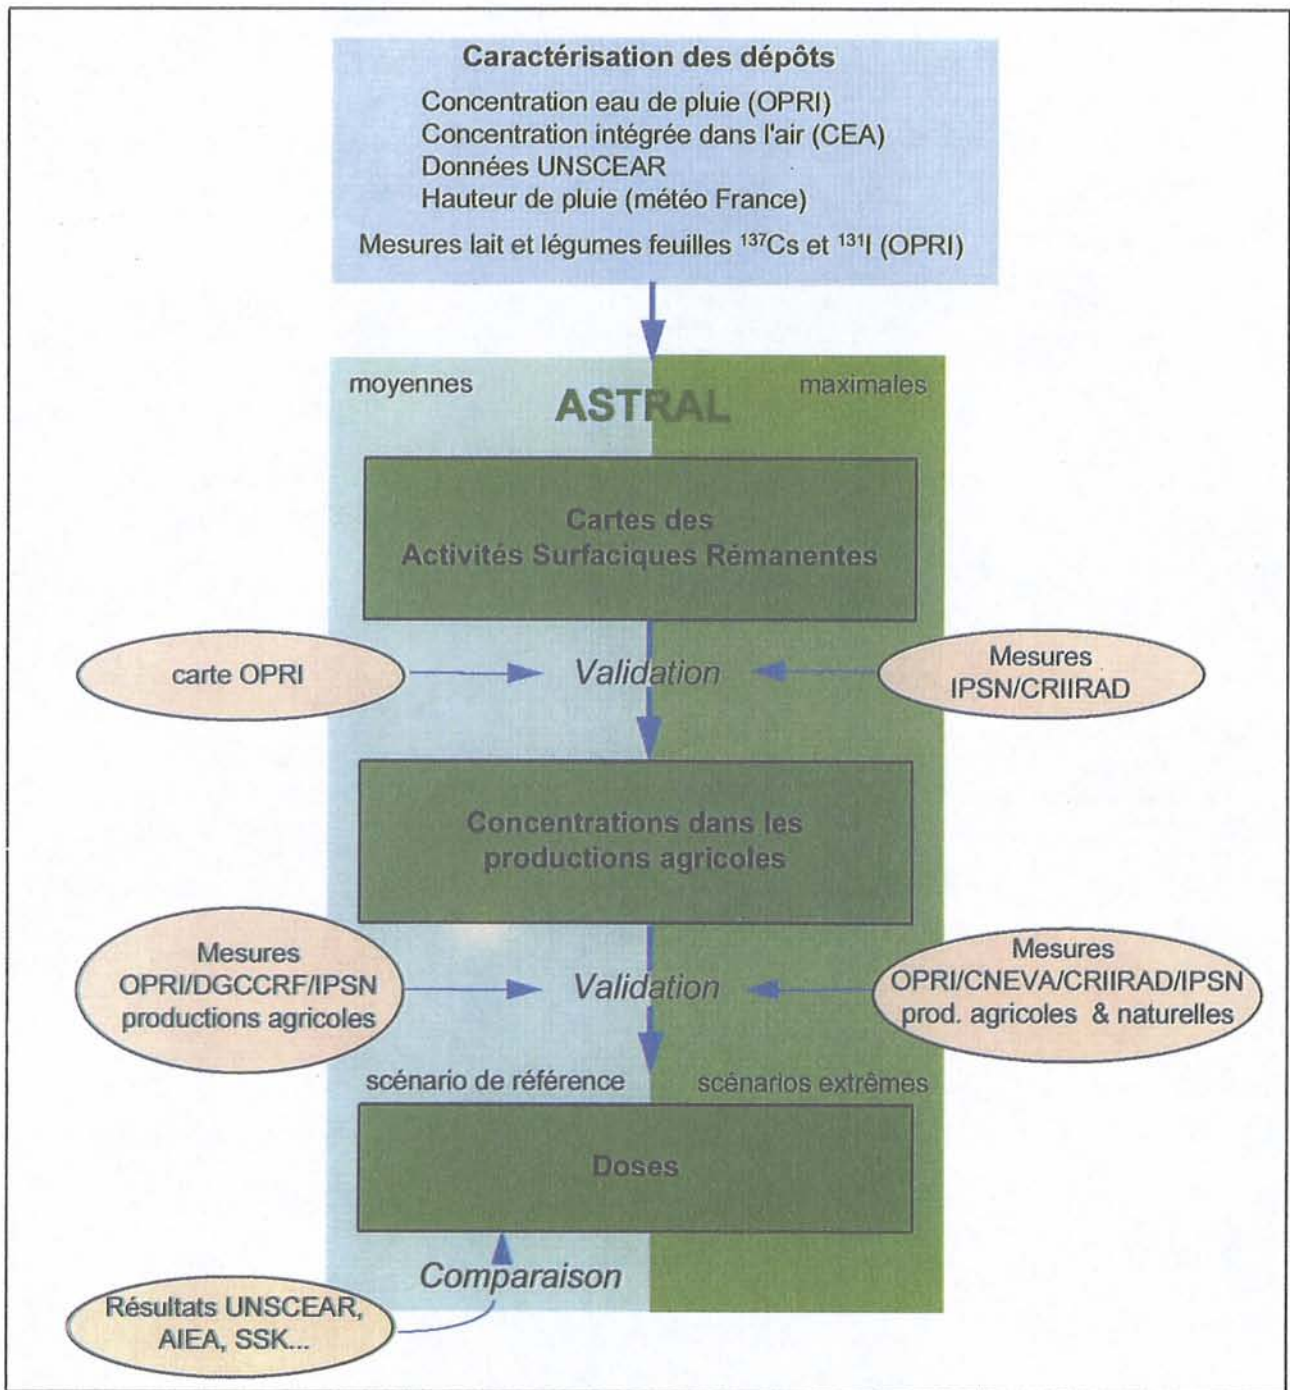 Caractérisation des dépôts
Concentration eau de pluie (OPRI)
Concentration intégrée dans l'air (CEA)
Données UNSCEAR
Hauteur de pluie (météo France)
Mesures lait et légumes feuilles ¹³⁷Cs et ¹³¹I (OPRI)
moyennes
maximales
ASTRAL
Cartes des
Activités Surfaciques Rémanentes
carte OPRI
Validation
Mesures
IPSN/CRIIRAD
Concentrations dans les
productions agricoles
Mesures
OPRI/DGCCRF/IPSN
productions agricoles
Validation
Mesures
OPRI/CNEVA/CRIIRAD/IPSN
prod. agricoles & naturelles
scénario de référence
scénarios extrêmes
Doses
Comparaison
Résultats UNSCEAR,
AIEA, SSK...